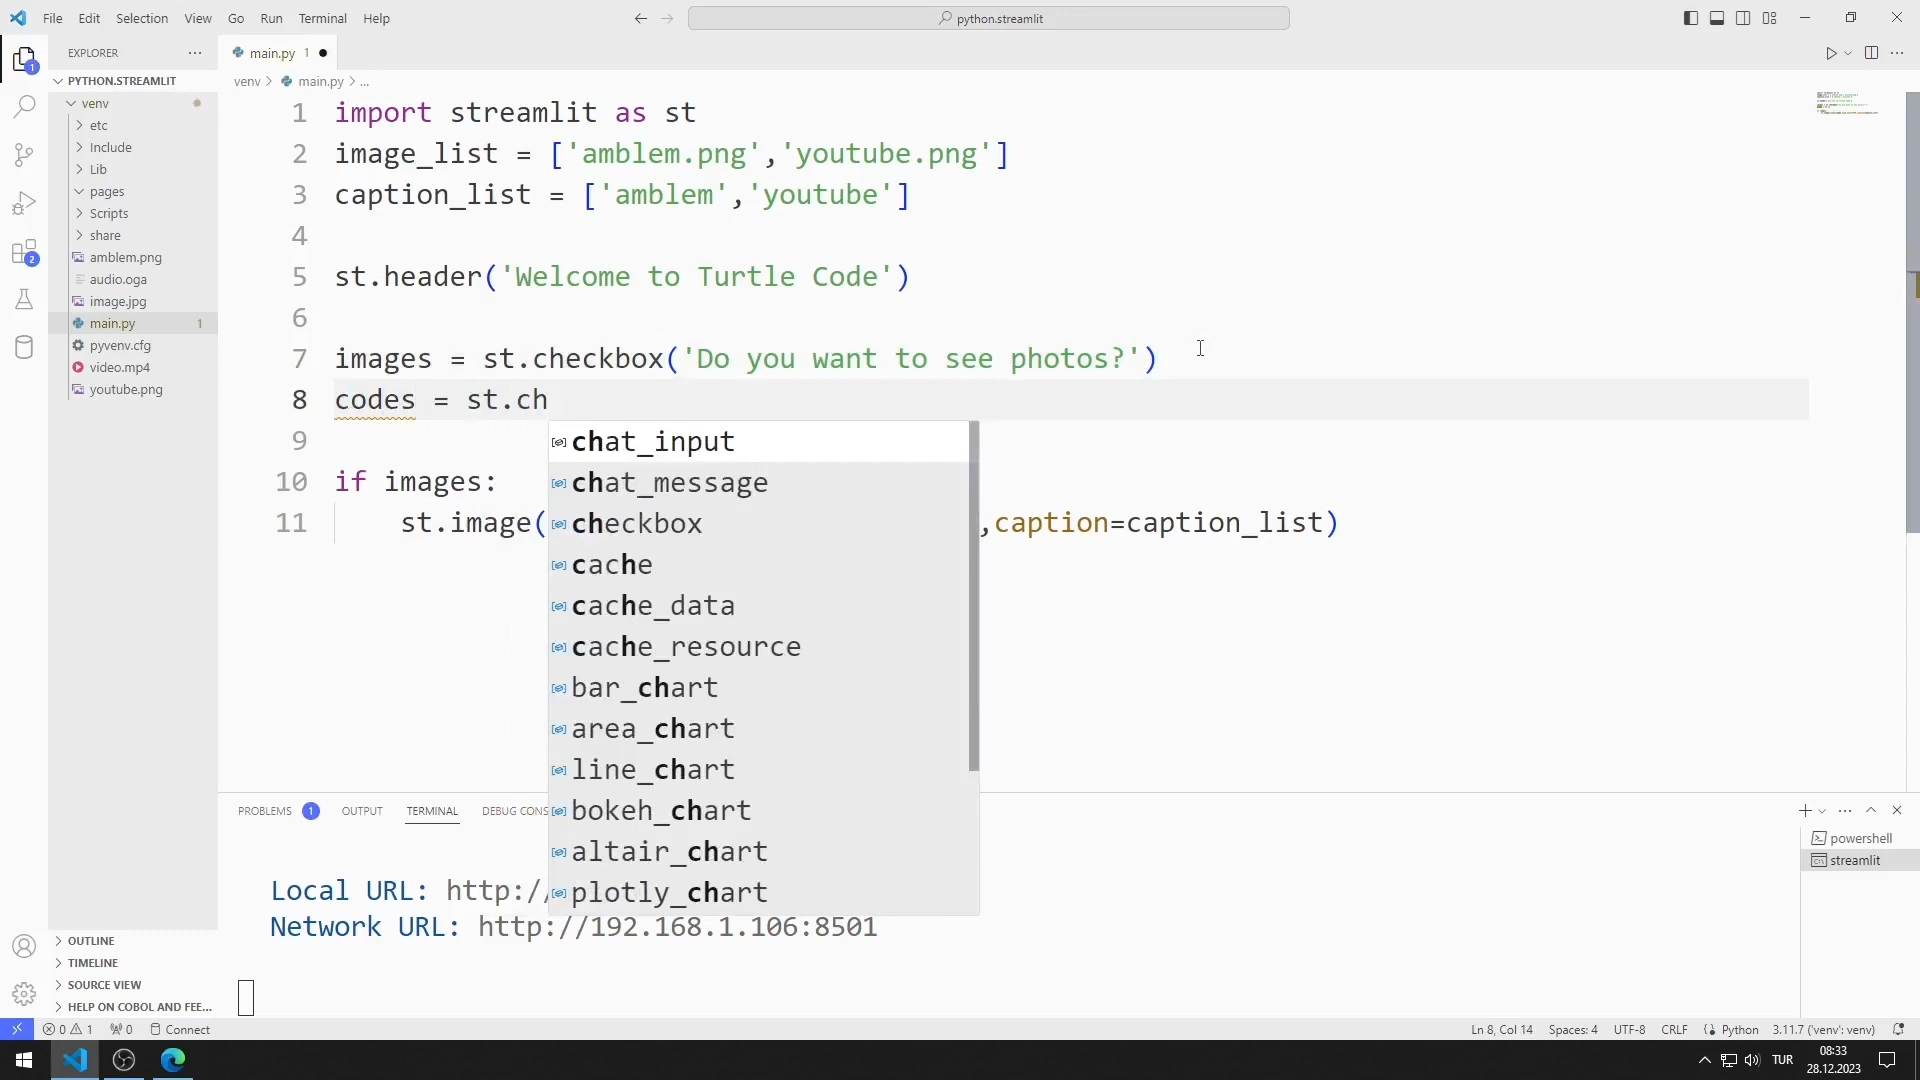 File Edit Selection View Go Run Terminal Help
python.streamlit
EXPLORER
main.py 1
PYTHON.STREAMLIT
venv > main.py > ...
venv
etc
Include
Lib
pages
Scripts
share
amblem.png
audio.oga
image.jpg
main.py 1
pyvenv.cfg
video.mp4
youtube.png
1 import streamlit as st
2 image_list = ['amblem.png','youtube.png']
3 caption_list = ['amblem','youtube']
4
5 st.header('Welcome to Turtle Code')
6
7 images = st.checkbox('Do you want to see photos?')
8 codes = st.ch
9
10 if images:
11 st.image( ,caption=caption_list)
chat_input
chat_message
checkbox
cache
cache_data
cache_resource
bar_chart
area_chart
line_chart
bokeh_chart
altair_chart
plotly_chart
PROBLEMS 1 OUTPUT TERMINAL DEBUG CONS
powershell
streamlit
Local URL: http:/
Network URL: http://192.168.1.106:8501
OUTLINE
TIMELINE
SOURCE VIEW
HELP ON COBOL AND FEE...
0 1 0 Connect
Ln 8, Col 14 Spaces: 4 UTF-8 CRLF Python 3.11.7 ('venv': venv)
TUR
08:33
28.12.2023
1
2